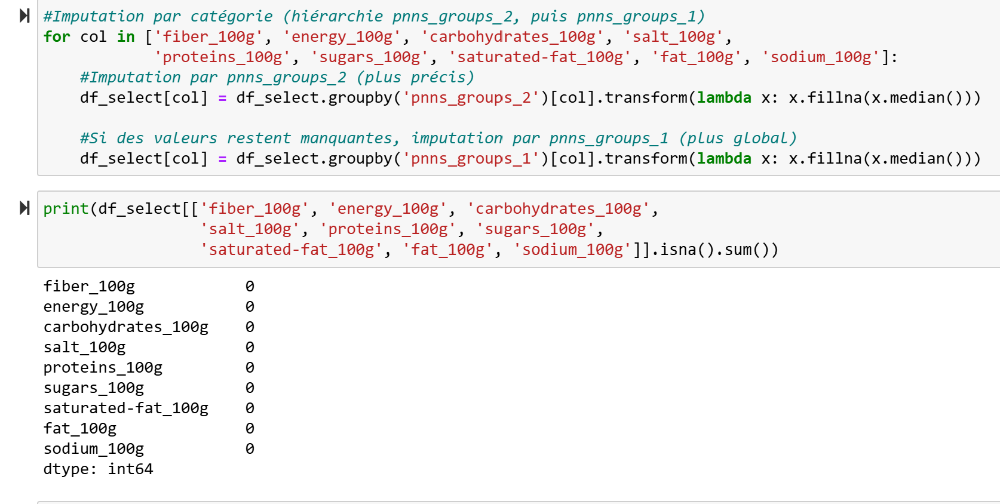 #Imputation par catégorie (hiérarchie pnns_groups_2, puis pnns_groups_1)
for col in ['fiber_100g', 'energy_100g', 'carbohydrates_100g', 'salt_100g',
            'proteins_100g', 'sugars_100g', 'saturated-fat_100g', 'fat_100g', 'sodium_100g']:
    #Imputation par pnns_groups_2 (plus précis)
    df_select[col] = df_select.groupby('pnns_groups_2')[col].transform(lambda x: x.fillna(x.median()))
    #Si des valeurs restent manquantes, imputation par pnns_groups_1 (plus global)
    df_select[col] = df_select.groupby('pnns_groups_1')[col].transform(lambda x: x.fillna(x.median()))
print(df_select[['fiber_100g', 'energy_100g', 'carbohydrates_100g',
                 'salt_100g', 'proteins_100g', 'sugars_100g',
                 'saturated-fat_100g', 'fat_100g', 'sodium_100g']].isna().sum())
fiber_100g            0
energy_100g           0
carbohydrates_100g    0
salt_100g             0
proteins_100g         0
sugars_100g           0
saturated-fat_100g    0
fat_100g              0
sodium_100g           0
dtype: int64